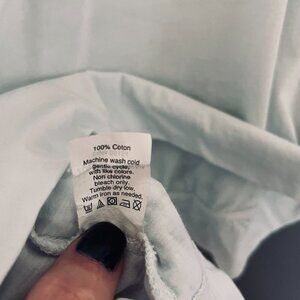 100% Coton
Machine wash cold
gentle cycle,
with like colors.
Non chlorine
bleach only.
Tumble dry low.
Warm Iron as needed.